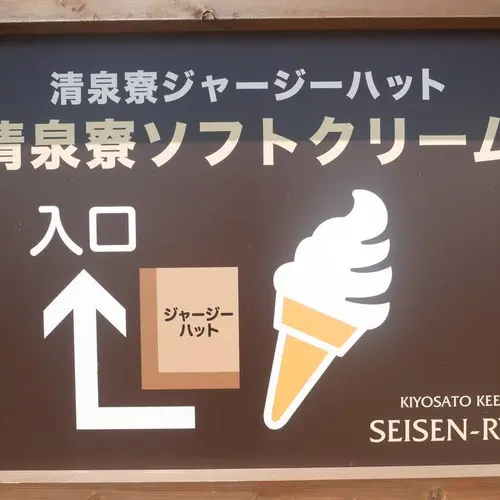 清泉寮ジャージーハット
清泉寮ソフトクリーム
入口
ジャージー
ハット
KIYOSATO KEE
SEISEN-R